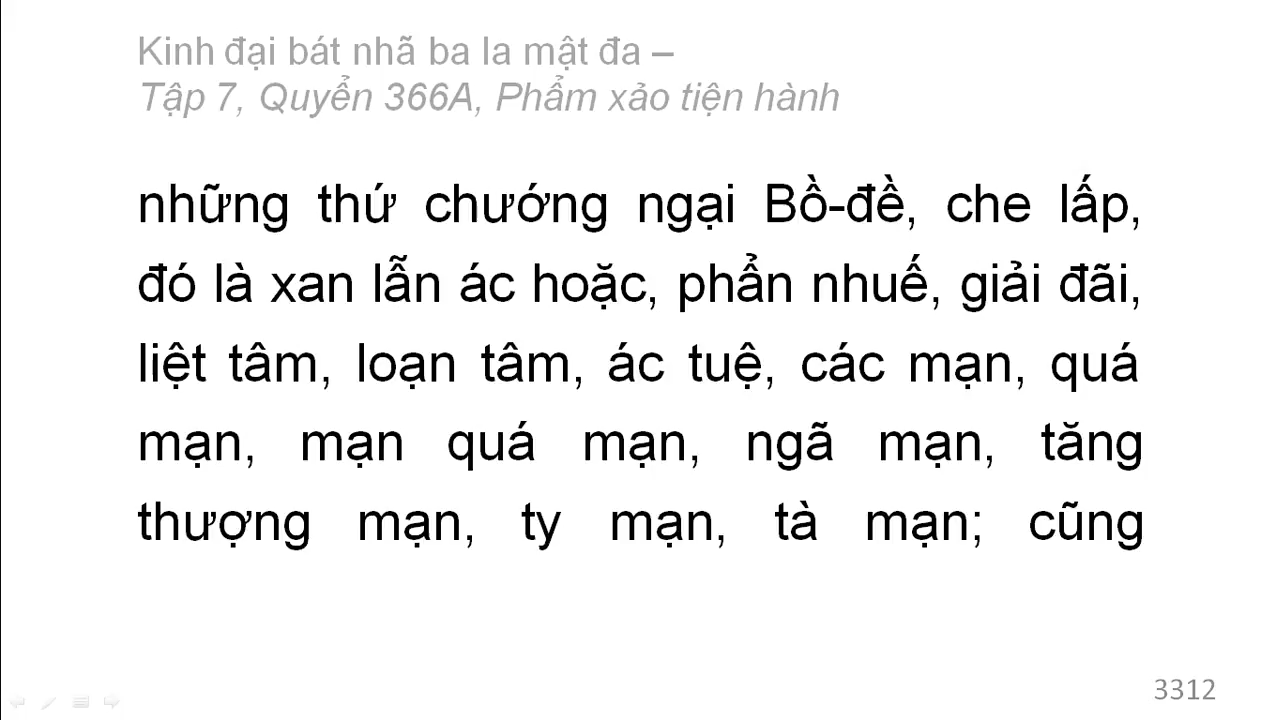 Kinh đại bát nhã ba la mật đa –
Tập 7, Quyển 366A, Phẩm xảo tiện hành
những thứ chướng ngại Bồ-đề, che lấp,
đó là xan lẫn ác hoặc, phẩn nhuế, giải đãi,
liệt tâm, loạn tâm, ác tuệ, các mạn, quá
mạn, mạn quá mạn, ngã mạn, tăng
thượng mạn, ty mạn, tà mạn; cũng
3312